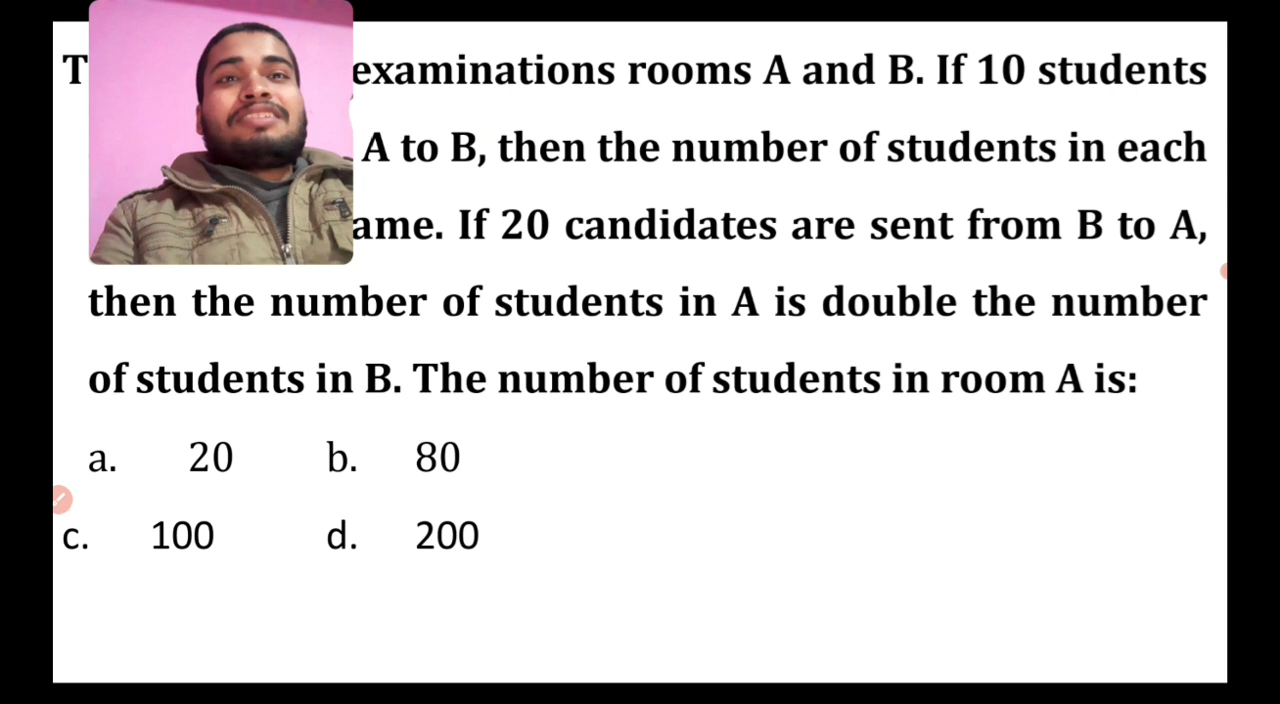 T examinations rooms A and B. If 10 students
A to B, then the number of students in each
ame. If 20 candidates are sent from B to A,
then the number of students in A is double the number
of students in B. The number of students in room A is:
a. 20 b. 80
c. 100 d. 200